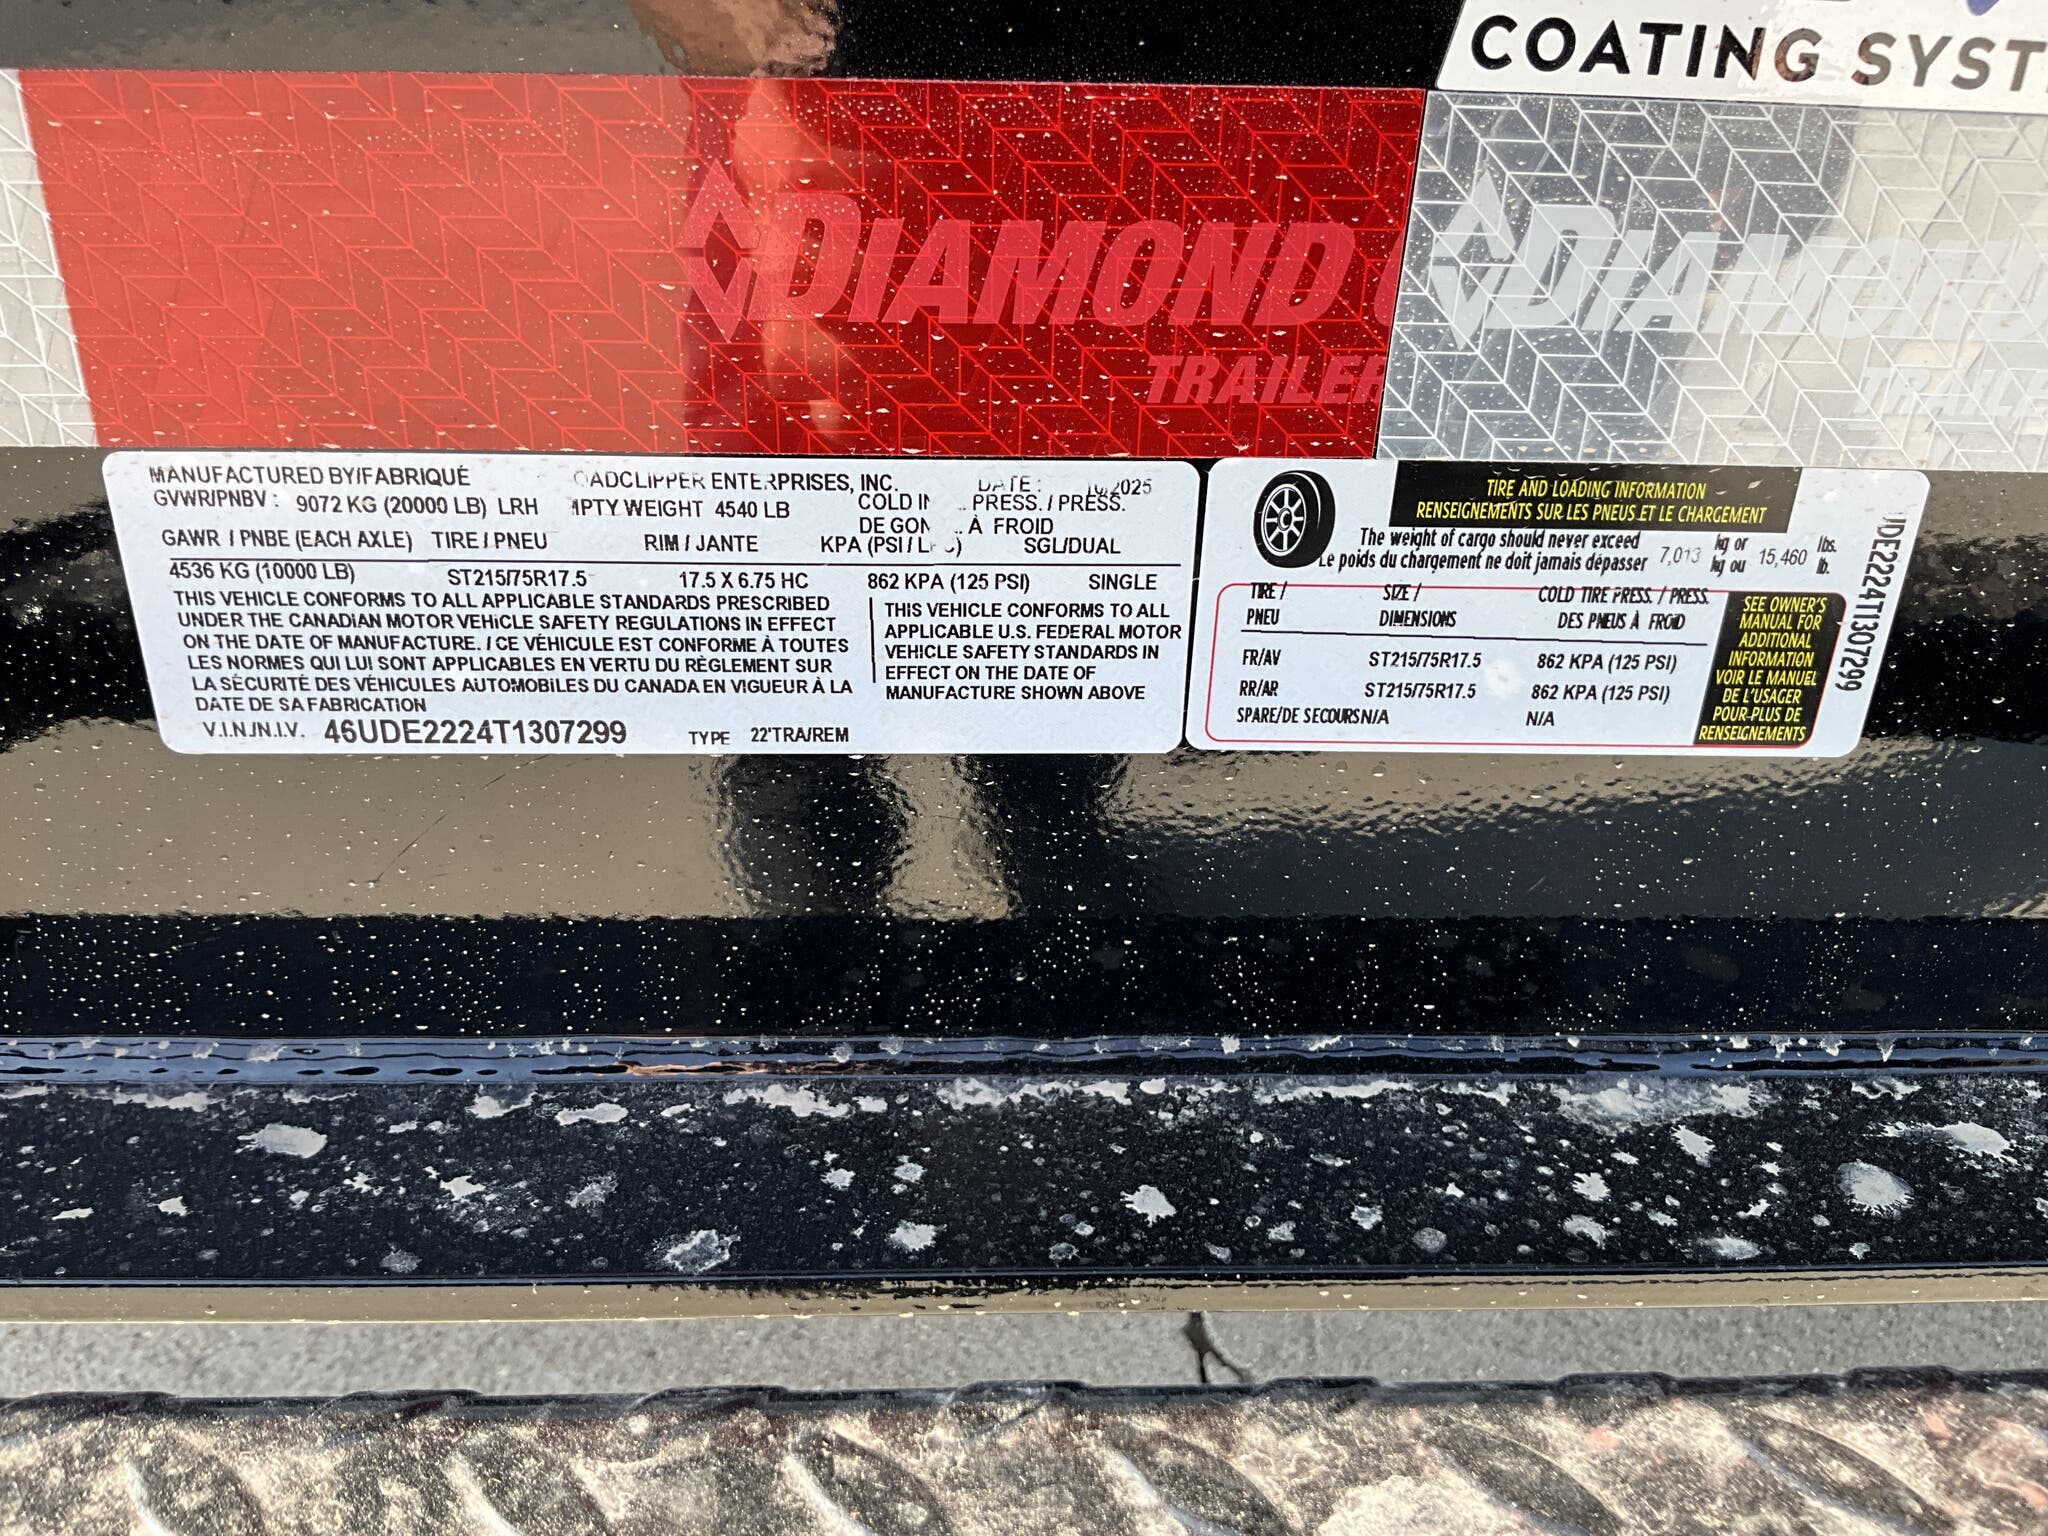 COATING SYST
DIAMOND
TRAILER
DIAMOND
TRAILE
MANUFACTURED BY/FABRIQUÉ OADCLIPPER ENTERPRISES, INC. DATE: 10/2025
GVWR/PNBV : 9072 KG (20000 LB) LRH MPTY WEIGHT 4540 LB COLD IN PRESS. / PRESS.
DE GON À FROID
GAWR / PNBE (EACH AXLE) TIRE / PNEU RIM / JANTE KPA (PSI / LPC) SGL/DUAL
4536 KG (10000 LB) ST215/75R17.5 17.5 X 6.75 HC 862 KPA (125 PSI) SINGLE
THIS VEHICLE CONFORMS TO ALL APPLICABLE STANDARDS PRESCRIBED
UNDER THE CANADIAN MOTOR VEHICLE SAFETY REGULATIONS IN EFFECT
ON THE DATE OF MANUFACTURE. / CE VÉHICULE EST CONFORME À TOUTES
LES NORMES QUI LUI SONT APPLICABLES EN VERTU DU RÈGLEMENT SUR
LA SÉCURITÉ DES VÉHICULES AUTOMOBILES DU CANADA EN VIGUEUR À LA
DATE DE SA FABRICATION
THIS VEHICLE CONFORMS TO ALL
APPLICABLE U.S. FEDERAL MOTOR
VEHICLE SAFETY STANDARDS IN
EFFECT ON THE DATE OF
MANUFACTURE SHOWN ABOVE
V.I.N./N.I.V. 46UDE2224T1307299 TYPE 22'TRA/REM
TIRE AND LOADING INFORMATION
RENSEIGNEMENTS SUR LES PNEUS ET LE CHARGEMENT
The weight of cargo should never exceed
Le poids du chargement ne doit jamais dépasser
7,013 kg or 15,460 lbs.
kg ou lb.
TIRE / SIZE / COLD TIRE PRESS. / PRESS.
PNEU DIMENSIONS DES PNEUS À FROID
FR/AV ST215/75R17.5 862 KPA (125 PSI)
RR/AR ST215/75R17.5 862 KPA (125 PSI)
SPARE/DE SECOURS N/A N/A
SEE OWNER'S
MANUAL FOR
ADDITIONAL
INFORMATION
VOIR LE MANUEL
DE L'USAGER
POUR PLUS DE
RENSEIGNEMENTS
UDE2224T1307299